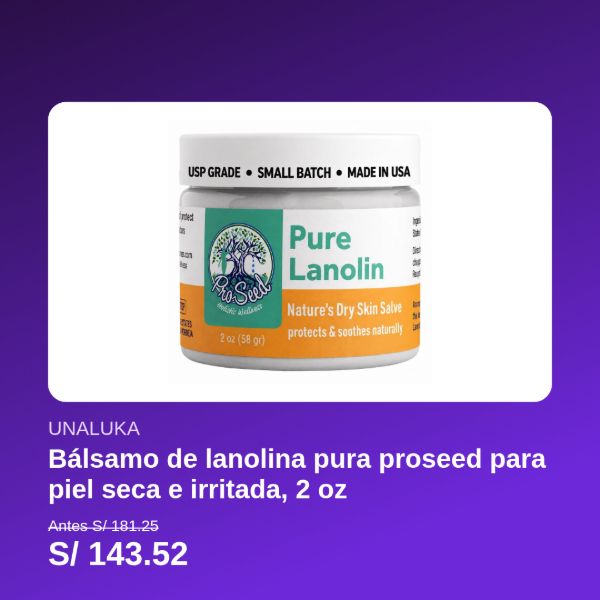 USP GRADE • SMALL BATCH • MADE IN USA
Pure
Lanolin
ProSeed
Nature's Dry Skin Salve
protects & soothes naturally
2 oz (58 gr)
UNALUKA
Bálsamo de lanolina pura proseed para
piel seca e irritada, 2 oz
Antes S/ 181.25
S/ 143.52